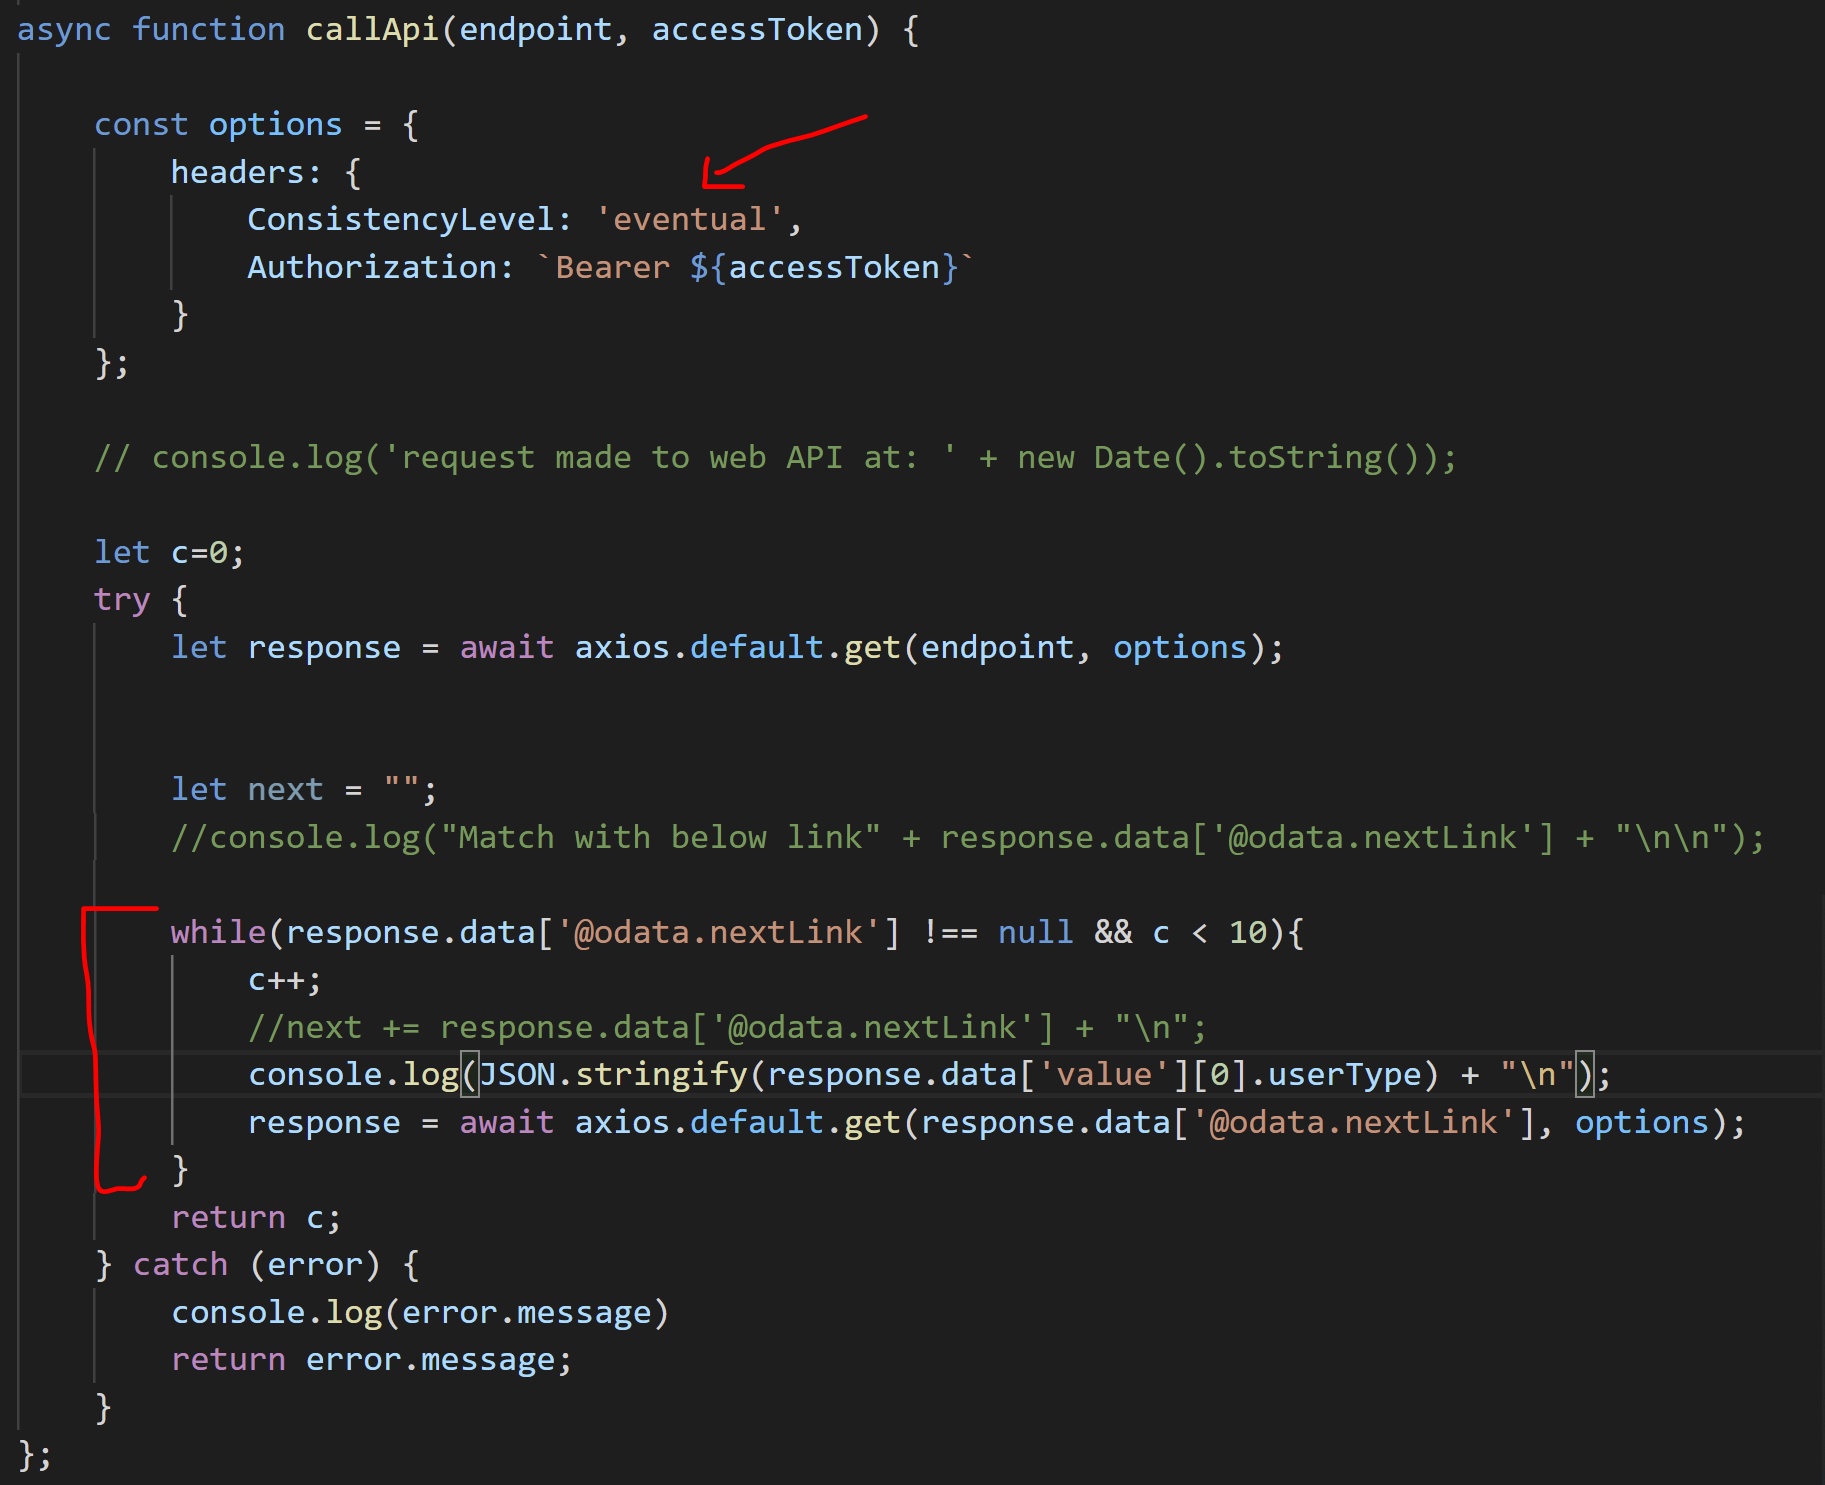 async function callApi(endpoint, accessToken) {
const options = {
headers: {
ConsistencyLevel: 'eventual',
Authorization: `Bearer ${accessToken}`
}
};
// console.log('request made to web API at: ' + new Date().toString());
let c=0;
try {
let response = await axios.default.get(endpoint, options);
let next = "";
//console.log("Match with below link" + response.data['@odata.nextLink'] + "\n\n");
while(response.data['@odata.nextLink'] !== null && c < 10){
c++;
//next += response.data['@odata.nextLink'] + "\n";
console.log(JSON.stringify(response.data['value'][0].userType) + "\n");
response = await axios.default.get(response.data['@odata.nextLink'], options);
}
return c;
} catch (error) {
console.log(error.message)
return error.message;
}
};